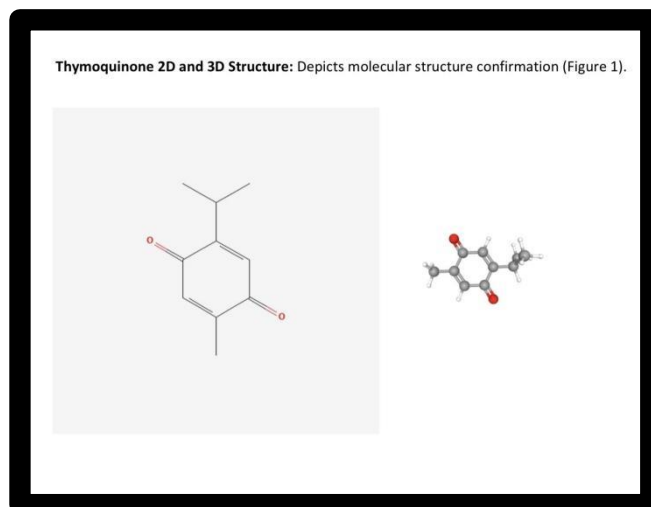 Thymoquinone 2D and 3D Structure: Depicts molecular structure confirmation (Figure 1).
O
O